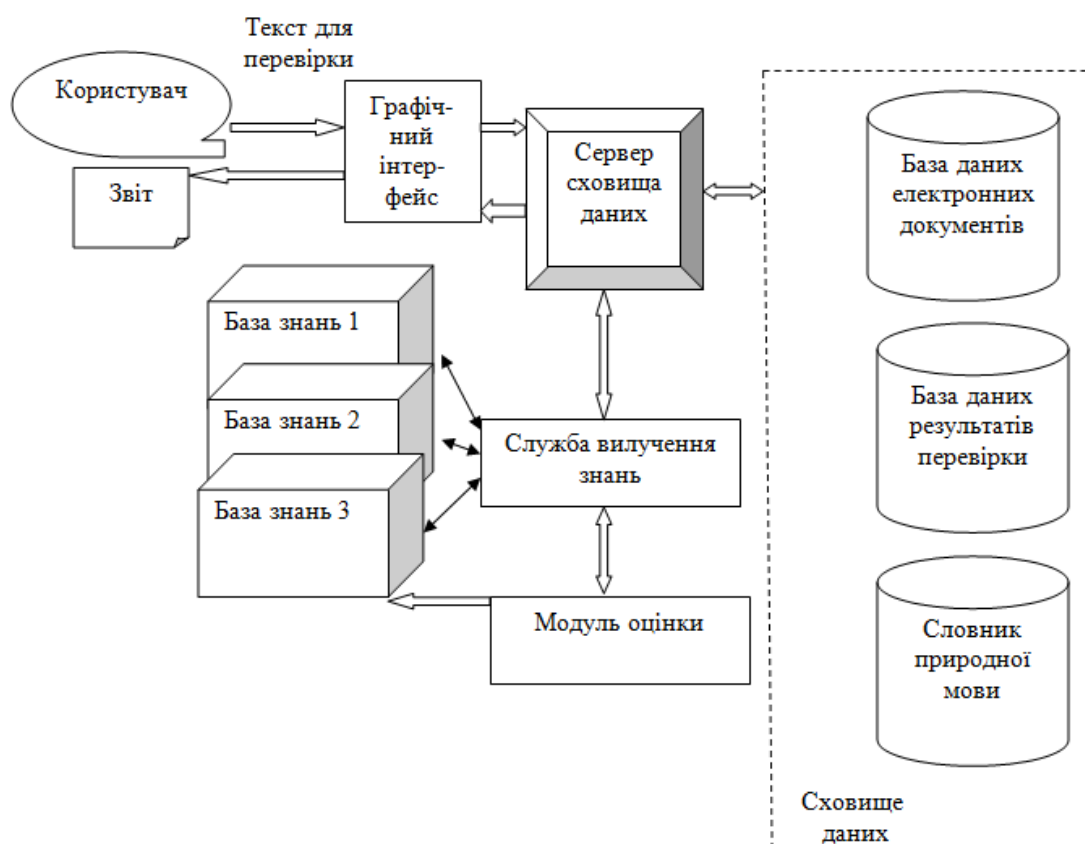 Текст для
перевірки
Користувач
Звіт
Графіч-
ний
інтер-
фейс
Сервер
сховища
даних
База даних
електронних
документів
База знань 1
База знань 2
База знань 3
Служба вилучення
знань
База даних
результатів
перевірки
Модуль оцінки
Словник
природної
мови
Сховище
даних